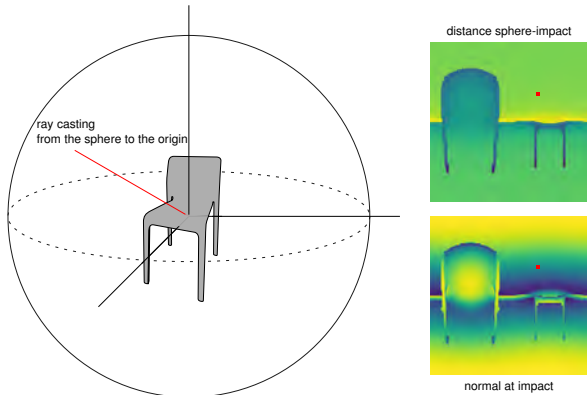 distance sphere-impact
ray casting
from the sphere to the origin
normal at impact